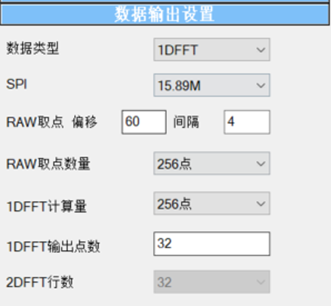 数据输出设置
数据类型 1DFFT
SPI 15.89M
RAW取点 偏移 60 间隔 4
RAW取点数量 256点
1DFFT计算量 256点
1DFFT输出点数 32
2DFFT行数 32